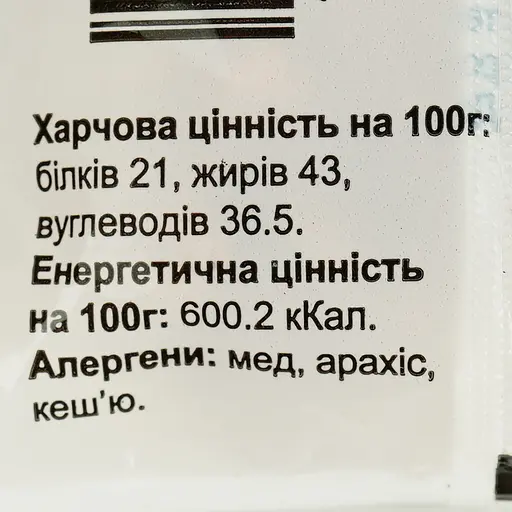 Харчова цінність на 100г:
білків 21, жирів 43,
вуглеводів 36.5.
Енергетична цінність
на 100г: 600.2 кКал.
Алергени: мед, арахіс,
кеш'ю.